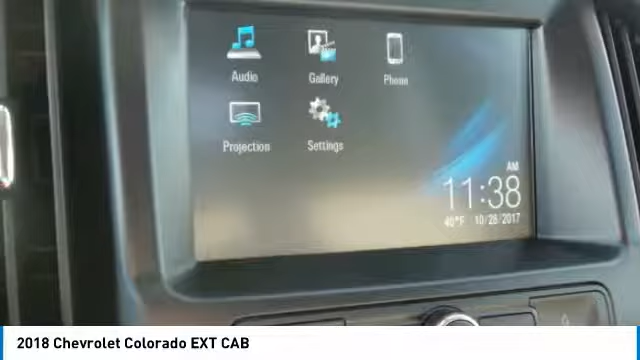 Audio
Gallery
Phone
Projection
Settings
AM
11:38
40°F 10/28/2017
2018 Chevrolet Colorado EXT CAB